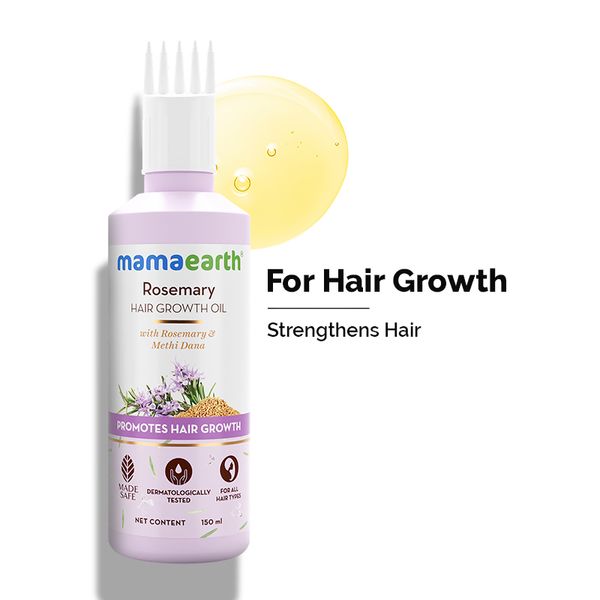 mamaearth®
Rosemary
HAIR GROWTH OIL
with Rosemary &
Methi Dana
PROMOTES HAIR GROWTH
MADE
SAFE
DERMATOLOGICALLY
TESTED
FOR ALL
HAIR TYPES
NET CONTENT 150 ml
For Hair Growth
Strengthens Hair